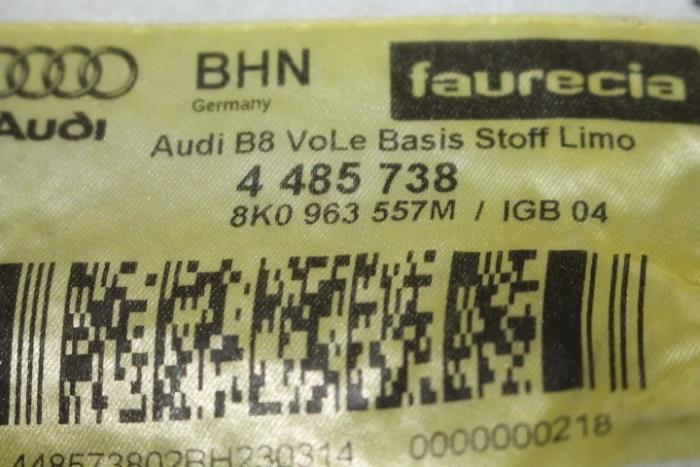 BHN
Germany
faurecia
Audi
Audi B8 VoLe Basis Stoff Limo
4 485 738
8K0 963 557M / IGB 04
448573802BH230314 0000000218